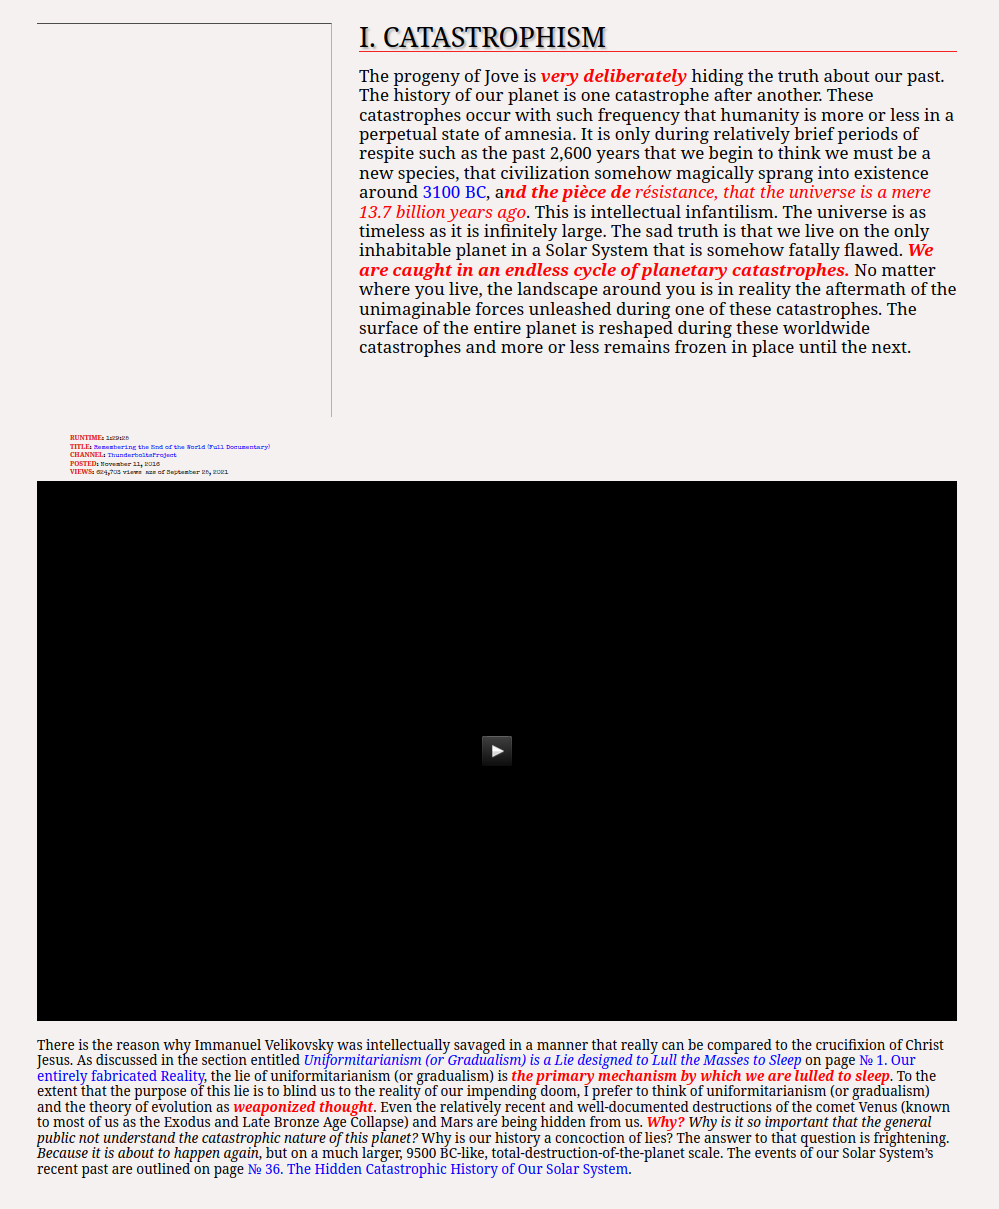 I. CATASTROPHISM
The progeny of Jove is very deliberately hiding the truth about our past.
The history of our planet is one catastrophe after another. These
catastrophes occur with such frequency that humanity is more or less in a
perpetual state of amnesia. It is only during relatively brief periods of
respite such as the past 2,600 years that we begin to think we must be a
new species, that civilization somehow magically sprang into existence
around 3100 BC, and the pièce de résistance, that the universe is a mere
13.7 billion years ago. This is intellectual infantilism. The universe is as
timeless as it is infinitely large. The sad truth is that we live on the only
inhabitable planet in a Solar System that is somehow fatally flawed. We
are caught in an endless cycle of planetary catastrophes. No matter
where you live, the landscape around you is in reality the aftermath of the
unimaginable forces unleashed during one of these catastrophes. The
surface of the entire planet is reshaped during these worldwide
catastrophes and more or less remains frozen in place until the next.
RUNTIME: 1:29:25
TITLE: Remembering the End of the World (Full Documentary)
CHANNEL: ThunderboltsProject
POSTED: November 11, 2016
VIEWS: 624,703 views azs of September 25, 2021
There is the reason why Immanuel Velikovsky was intellectually savaged in a manner that really can be compared to the crucifixion of Christ
Jesus. As discussed in the section entitled Uniformitarianism (or Gradualism) is a Lie designed to Lull the Masses to Sleep on page № 1. Our
entirely fabricated Reality, the lie of uniformitarianism (or gradualism) is the primary mechanism by which we are lulled to sleep. To the
extent that the purpose of this lie is to blind us to the reality of our impending doom, I prefer to think of uniformitarianism (or gradualism)
and the theory of evolution as weaponized thought. Even the relatively recent and well-documented destructions of the comet Venus (known
to most of us as the Exodus and Late Bronze Age Collapse) and Mars are being hidden from us. Why? Why is it so important that the general
public not understand the catastrophic nature of this planet? Why is our history a concoction of lies? The answer to that question is frightening.
Because it is about to happen again, but on a much larger, 9500 BC-like, total-destruction-of-the-planet scale. The events of our Solar System’s
recent past are outlined on page № 36. The Hidden Catastrophic History of Our Solar System.